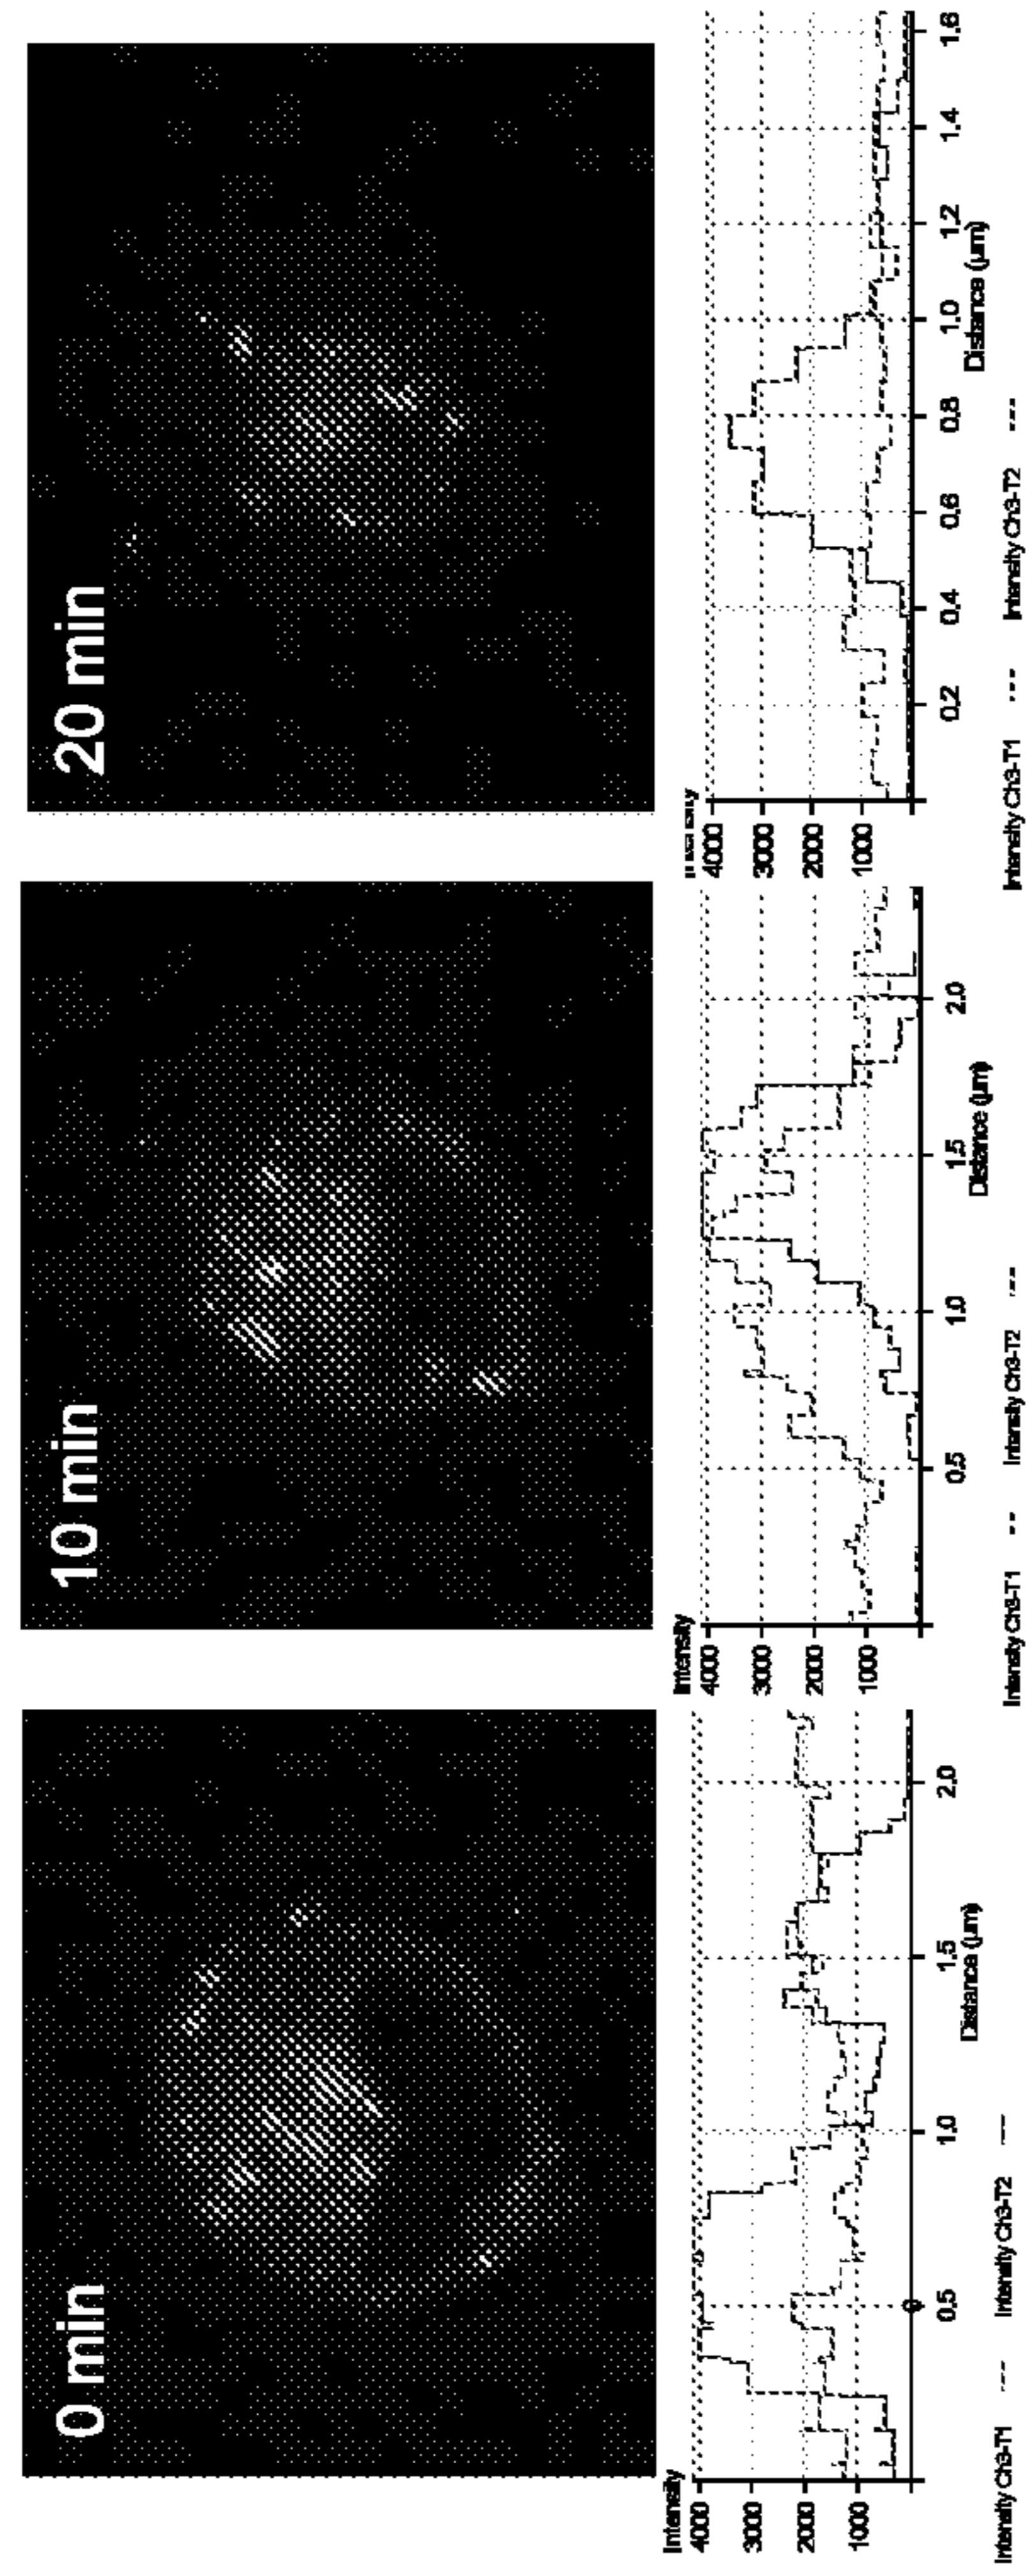 0 min
Intensity
4000
3000
2000
1000
0.5
1.0
1.5
2.0
Distance (µm)
Intensity Ch3-T1
Intensity Ch3-T2
10 min
Intensity
4000
3000
2000
1000
0.5
1.0
1.5
2.0
Distance (µm)
Intensity Ch3-T1
Intensity Ch3-T2
20 min
4000
3000
2000
1000
0.2
0.4
0.6
0.8
1.0
1.2
1.4
1.6
Distance (µm)
Intensity Ch3-T1
Intensity Ch3-T2